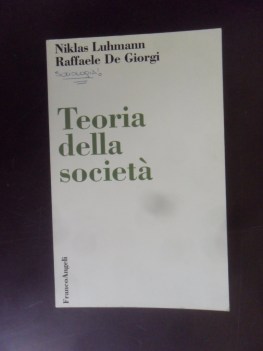 Niklas Luhmann
Raffaele De Giorgi
Teoria
della
società
FrancoAngeli